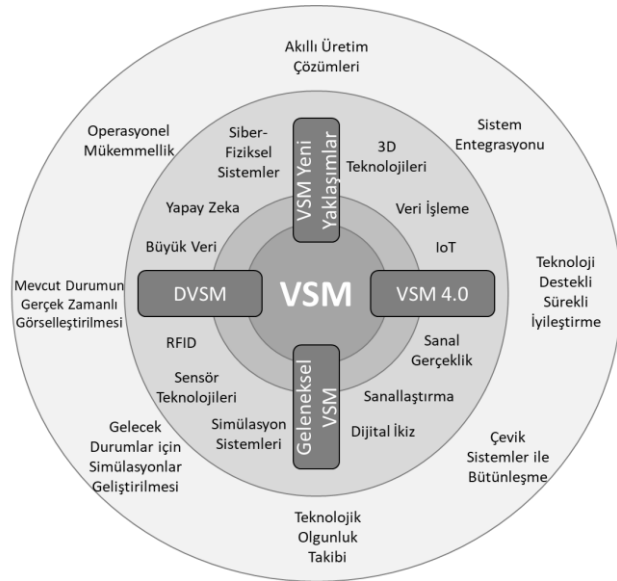 Akıllı Üretim
Çözümleri
Operasyonel
Mükemmellik
Sistem
Entegrasyonu
Siber-
Fiziksel
Sistemler
VSM Yeni
Yaklaşımlar
3D
Teknolojileri
Yapay Zeka
Veri İşleme
Büyük Veri
IoT
Mevcut Durumun
Gerçek Zamanlı
Görselleştirilmesi
DVSM
VSM
VSM 4.0
Teknoloji
Destekli
Sürekli
İyileştirme
RFID
Sanal
Gerçeklik
Sensör
Teknolojileri
Geleneksel
VSM
Sanallaştırma
Simülasyon
Sistemleri
Dijital İkiz
Gelecek
Durumlar için
Simülasyonlar
Geliştirilmesi
Çevik
Sistemler ile
Bütünleşme
Teknolojik
Olgunluk
Takibi